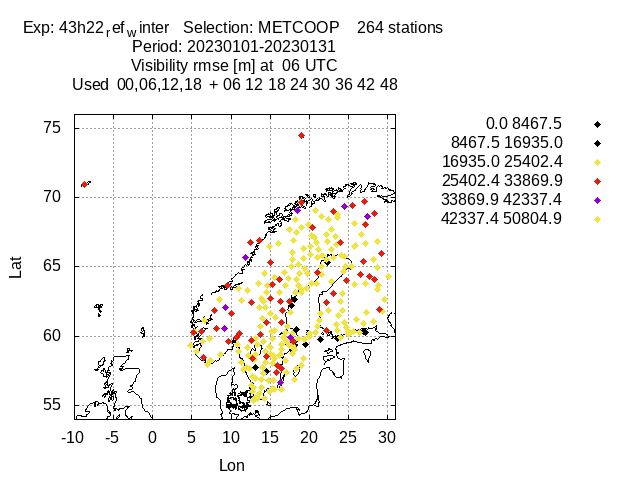 Exp: 43h22refwinter   Selection: METCOOP    264 stations
Period: 20230101-20230131
Visibility rmse [m] at  06 UTC
Used  00,06,12,18  + 06 12 18 24 30 36 42 48
0.0 8467.5
8467.5 16935.0
16935.0 25402.4
25402.4 33869.9
33869.9 42337.4
42337.4 50804.9
75
70
65
60
55
Lat
-10 -5 0 5 10 15 20 25 30
Lon